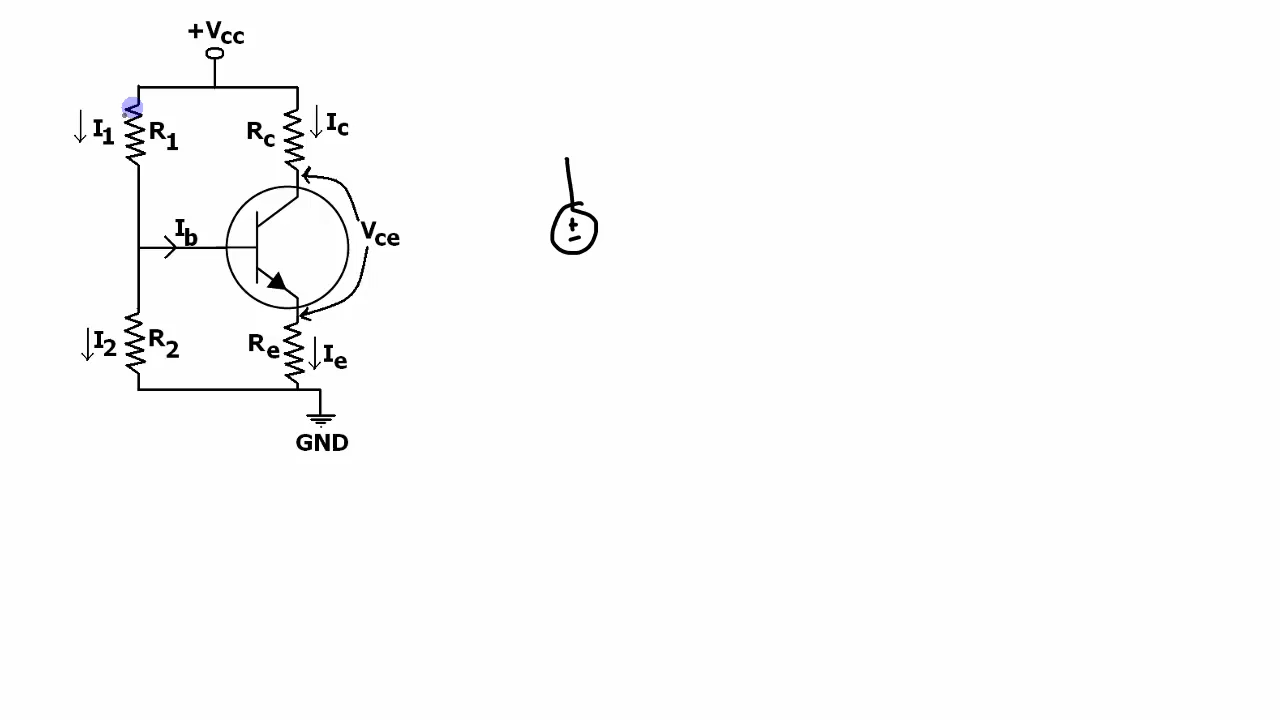 +Vcc
I1 R1 Rc Ic
Ib
Vce
I2 R2 Re Ie
GND
+
−